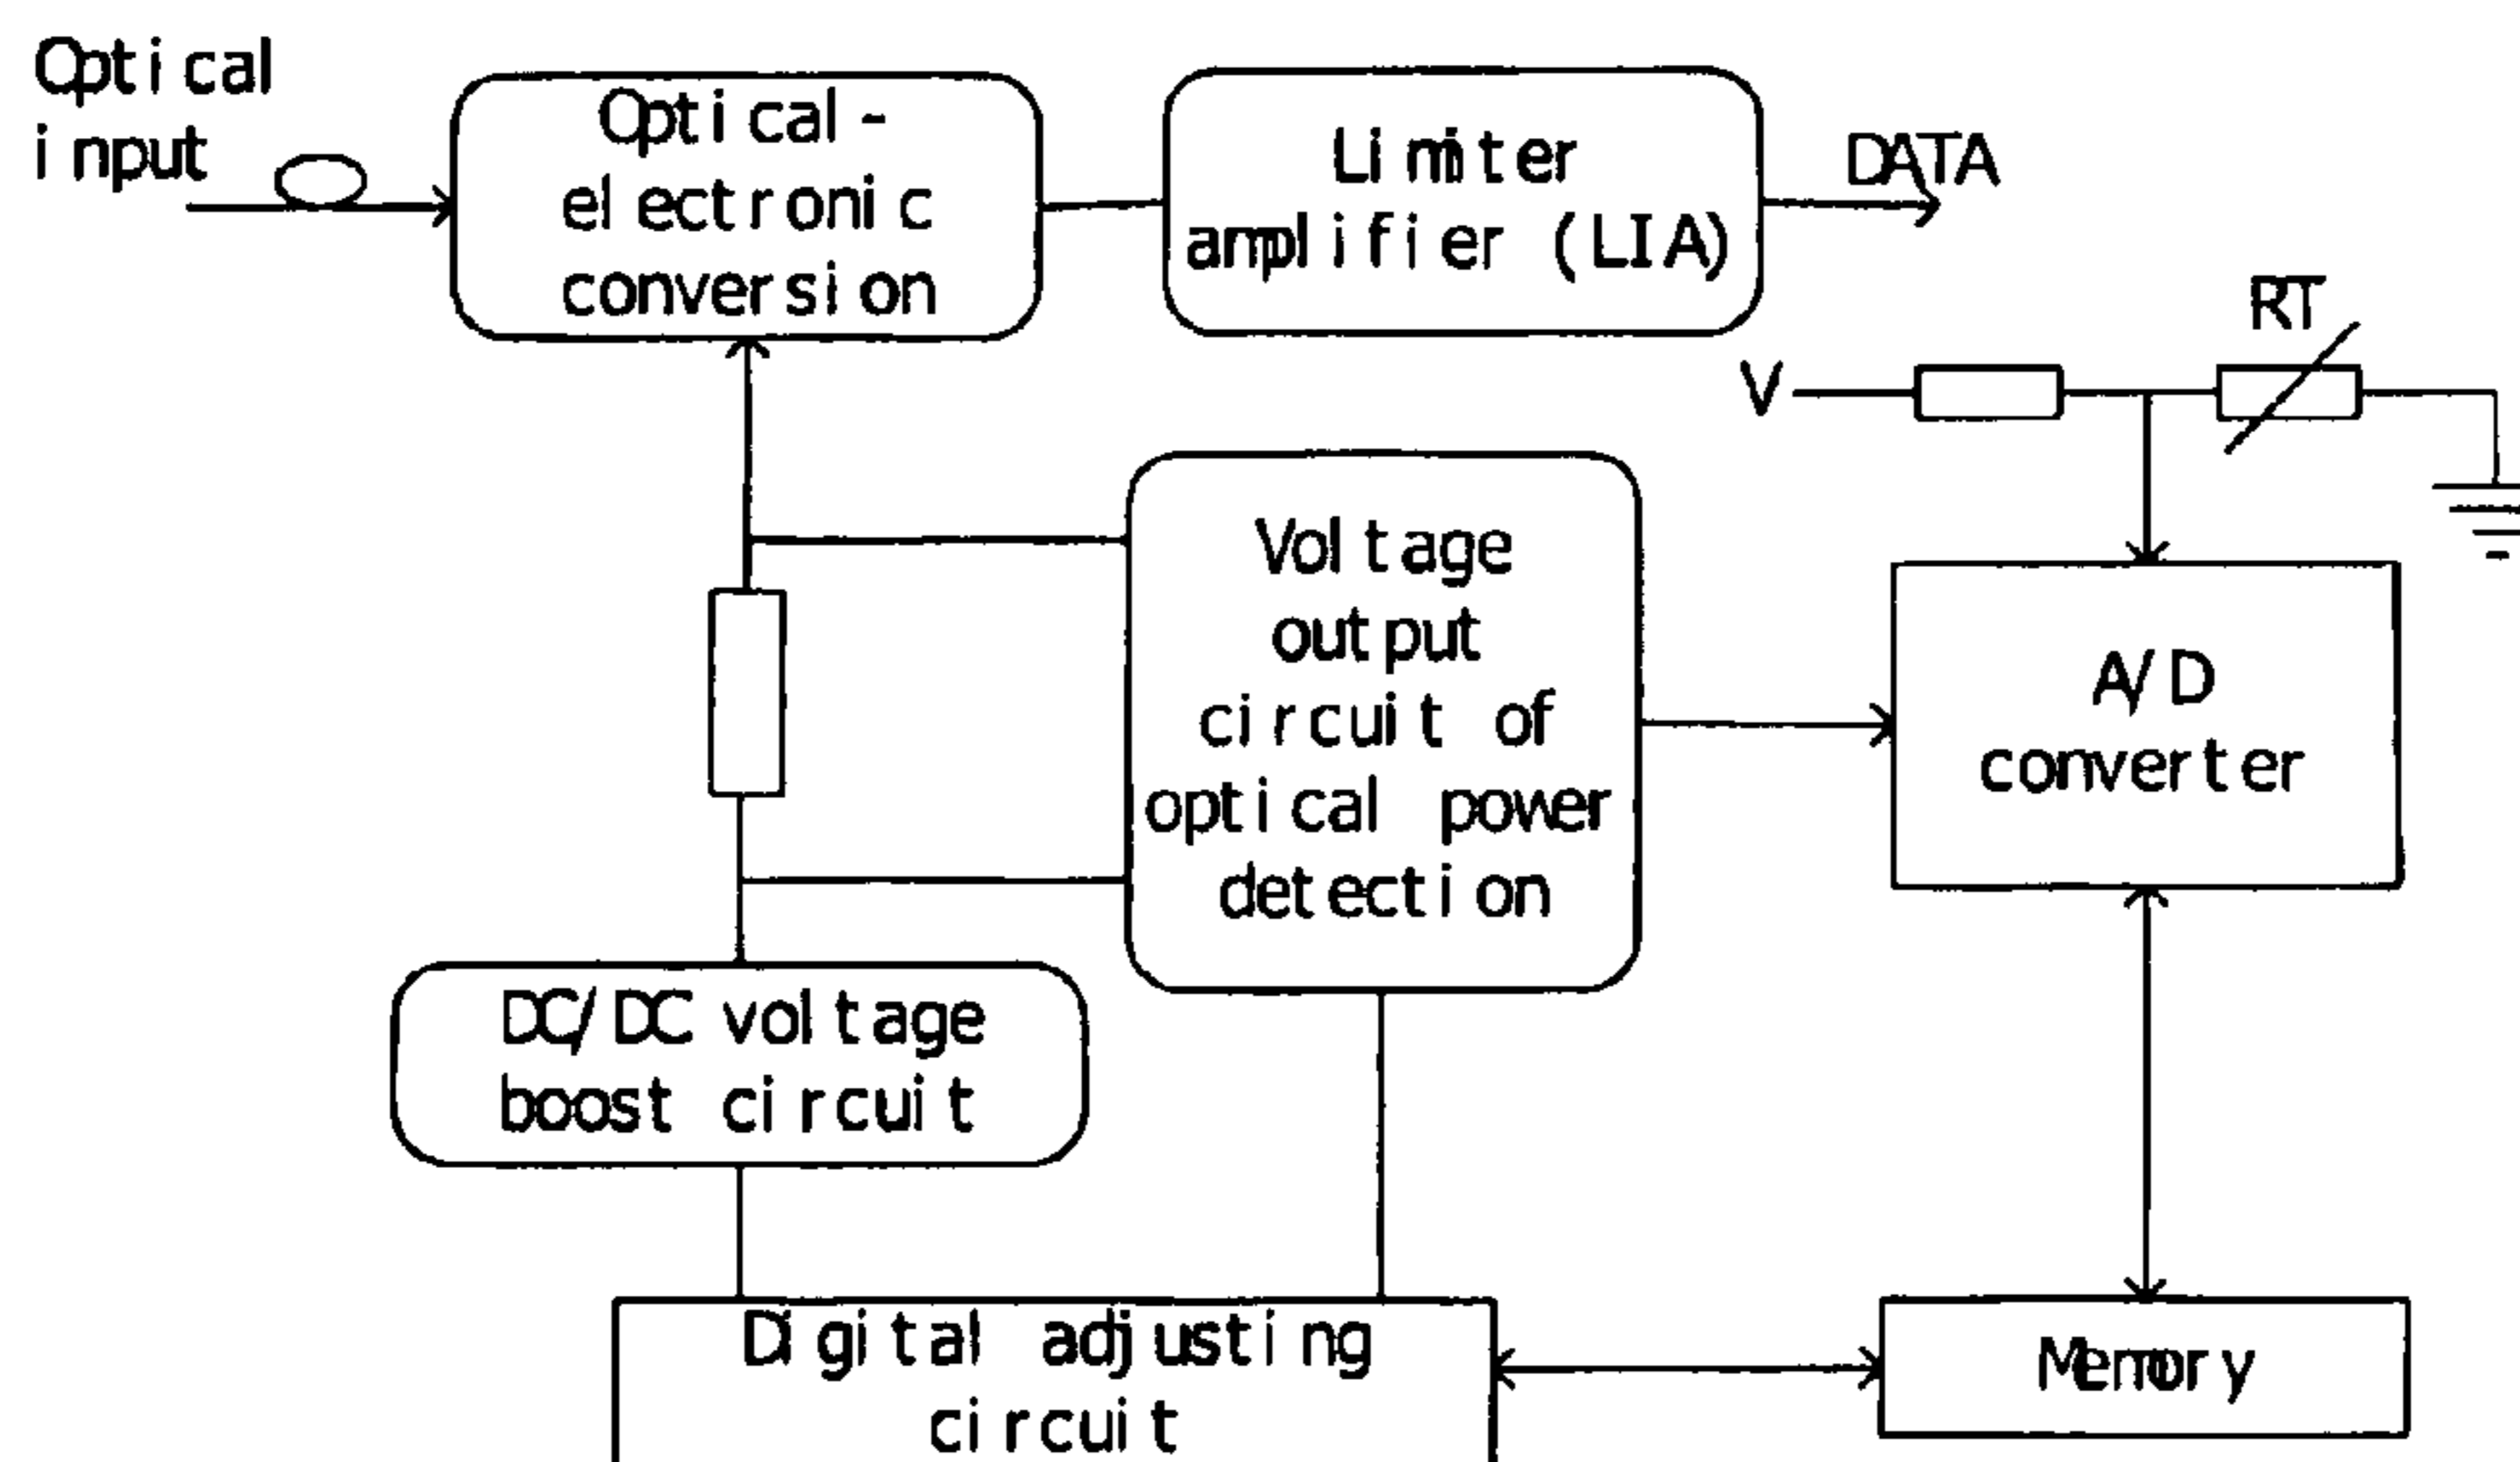 Optical
input
Optical-
electronic
conversion
Limiter
amplifier (LIA)
DATA
RT
V
Voltage
output
circuit of
optical power
detection
A/D
converter
DC/DC voltage
boost circuit
Digital adjusting
circuit
Memory